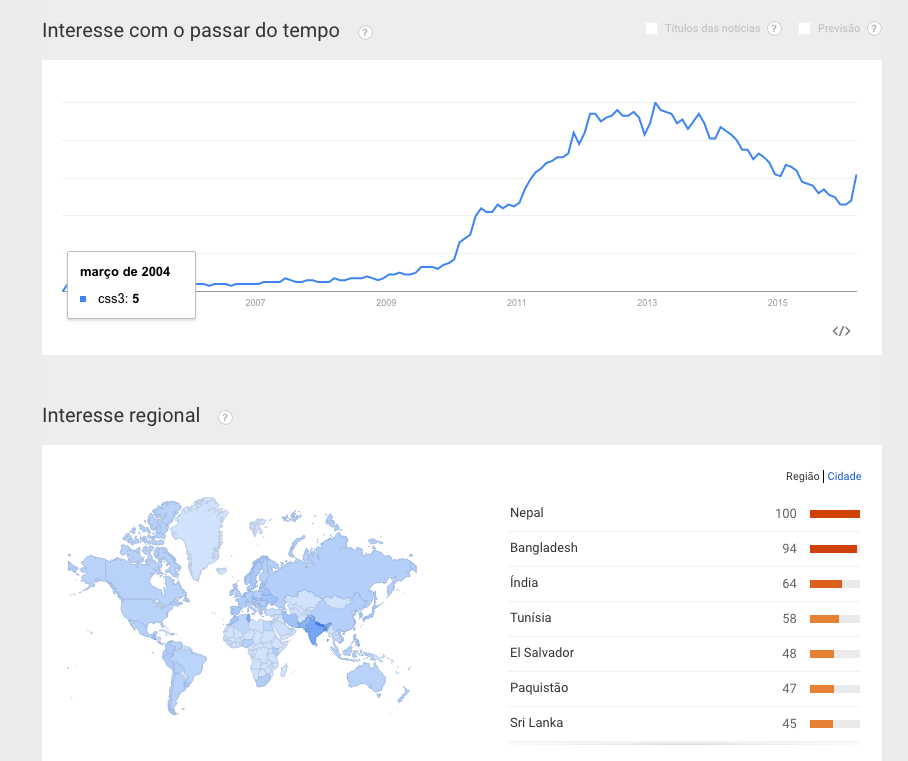 Interesse com o passar do tempo ?
Títulos das notícias ? Previsão ?
março de 2004
css3: 5
2007 2009 2011 2013 2015
</>
Interesse regional ?
Região | Cidade
Nepal 100
Bangladesh 94
Índia 64
Tunísia 58
El Salvador 48
Paquistão 47
Sri Lanka 45